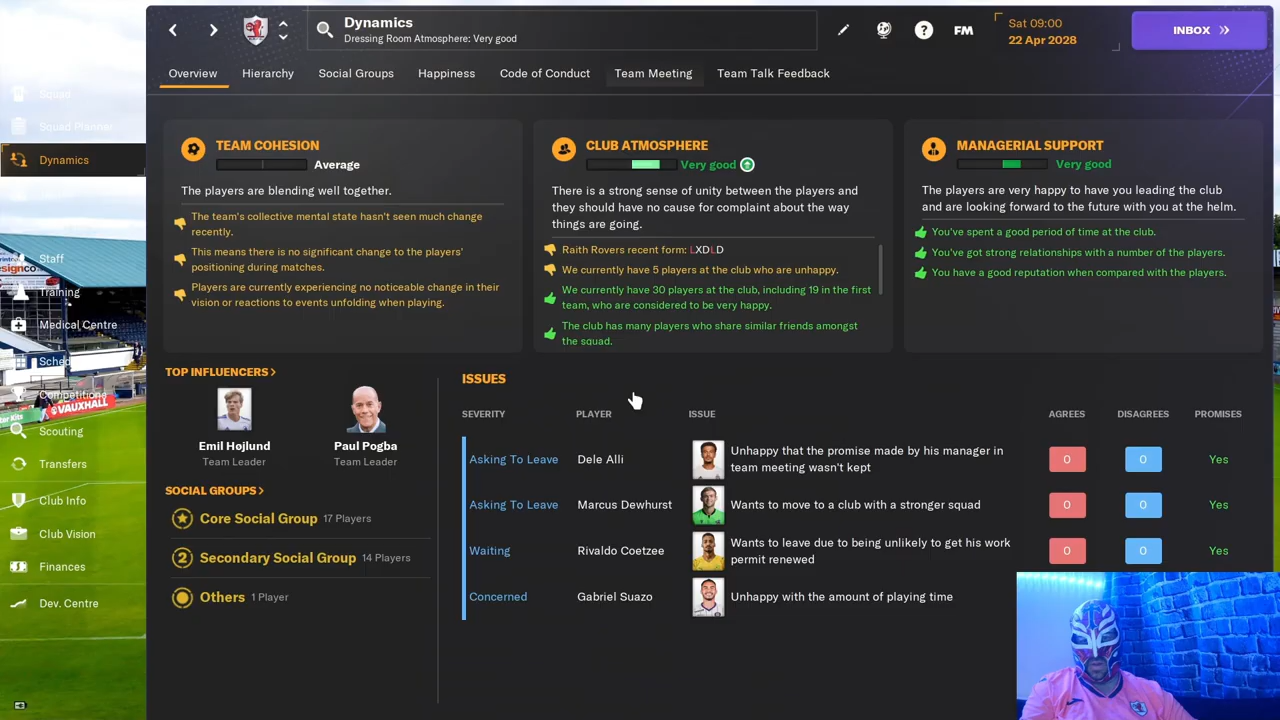 Dynamics
Dressing Room Atmosphere: Very good
FM
Sat 09:00
22 Apr 2028
INBOX
Overview
Hierarchy
Social Groups
Happiness
Code of Conduct
Team Meeting
Team Talk Feedback
Squad
Squad Planner
Dynamics
Staff
Training
Medical Centre
Sched
Competitions
Scouting
Transfers
Club Info
Club Vision
Finances
Dev. Centre
VAUXHALL
TEAM COHESION
Average
The players are blending well together.
The team's collective mental state hasn't seen much change
recently.
This means there is no significant change to the players'
positioning during matches.
Players are currently experiencing no noticeable change in their
vision or reactions to events unfolding when playing.
CLUB ATMOSPHERE
Very good
There is a strong sense of unity between the players and
they should have no cause for complaint about the way
things are going.
Raith Rovers recent form: LXDLD
We currently have 5 players at the club who are unhappy.
We currently have 30 players at the club, including 19 in the first
team, who are considered to be very happy.
The club has many players who share similar friends amongst
the squad.
MANAGERIAL SUPPORT
Very good
The players are very happy to have you leading the club
and are looking forward to the future with you at the helm.
You've spent a good period of time at the club.
You've got strong relationships with a number of the players.
You have a good reputation when compared with the players.
TOP INFLUENCERS >
Emil Højlund
Team Leader
Paul Pogba
Team Leader
SOCIAL GROUPS >
Core Social Group 17 Players
2 Secondary Social Group 14 Players
Others 1 Player
ISSUES
SEVERITY PLAYER ISSUE AGREES DISAGREES PROMISES
Asking To Leave Dele Alli Unhappy that the promise made by his manager in
team meeting wasn't kept 0 0 Yes
Asking To Leave Marcus Dewhurst Wants to move to a club with a stronger squad 0 0 Yes
Waiting Rivaldo Coetzee Wants to leave due to being unlikely to get his work
permit renewed 0 0 Yes
Concerned Gabriel Suazo Unhappy with the amount of playing time